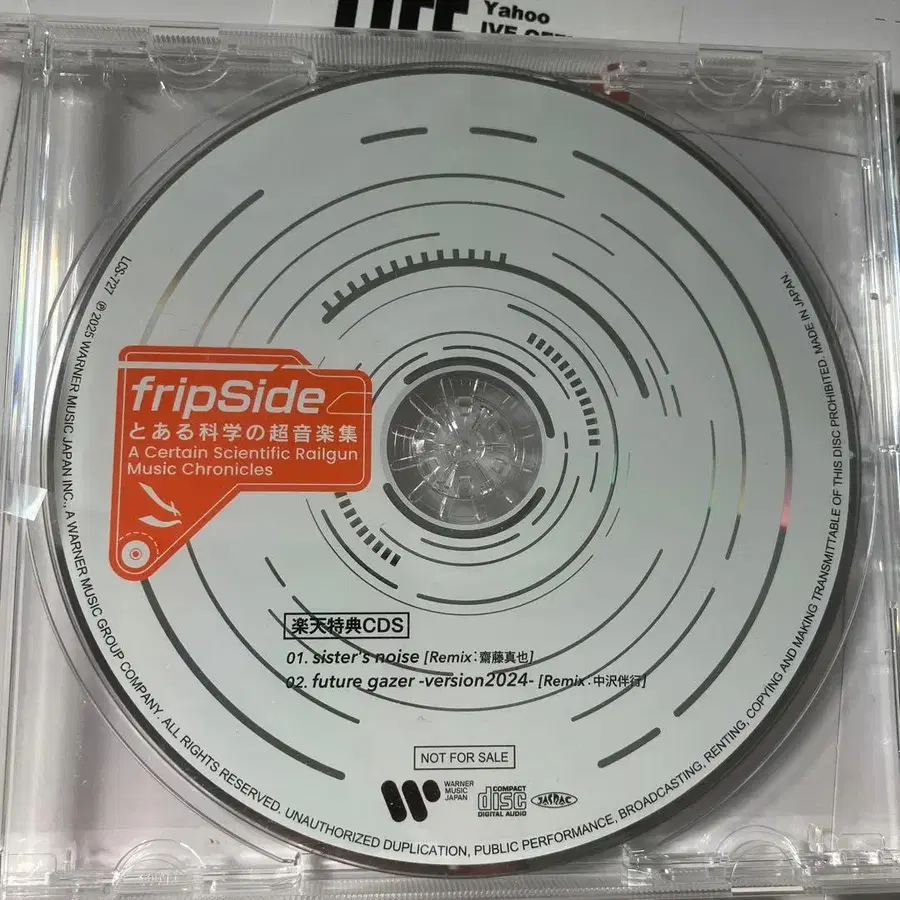 Yahoo
fripSide
とある科学の超音楽集
A Certain Scientific Railgun
Music Chronicles
楽天特典CDS
01. sister's noise [Remix:齋藤真也]
02. future gazer -version2024- [Remix:中沢伴行]
NOT FOR SALE
WARNER
MUSIC
JAPAN
COMPACT
disc
DIGITAL AUDIO
JASRAC
LCS-727 ℗ 2025 WARNER MUSIC JAPAN INC., A WARNER MUSIC GROUP COMPANY. ALL RIGHTS RESERVED. UNAUTHORIZED DUPLICATION, PUBLIC PERFORMANCE, BROADCASTING, RENTING, COPYING AND MAKING TRANSMITTABLE OF THIS DISC PROHIBITED. MADE IN JAPAN.